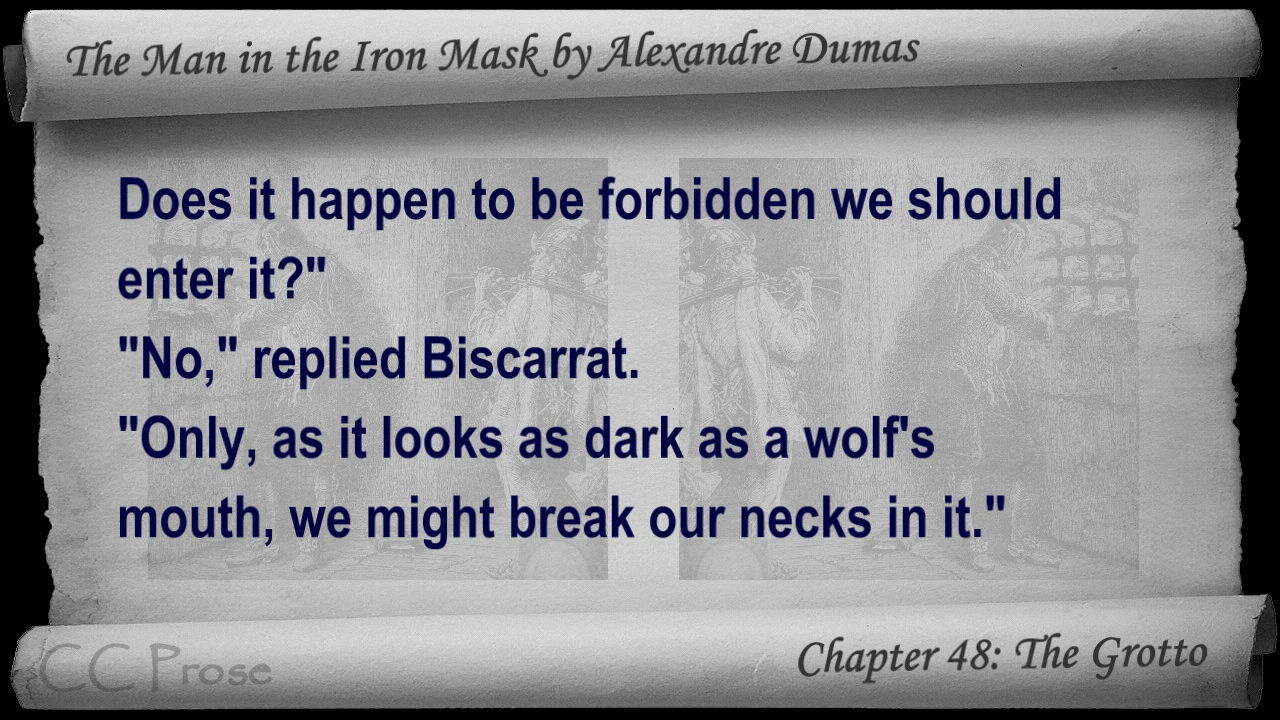 The Man in the Iron Mask by Alexandre Dumas
Does it happen to be forbidden we should
enter it?"
"No," replied Biscarrat.
"Only, as it looks as dark as a wolf's
mouth, we might break our necks in it."
CC Prose
Chapter 48: The Grotto